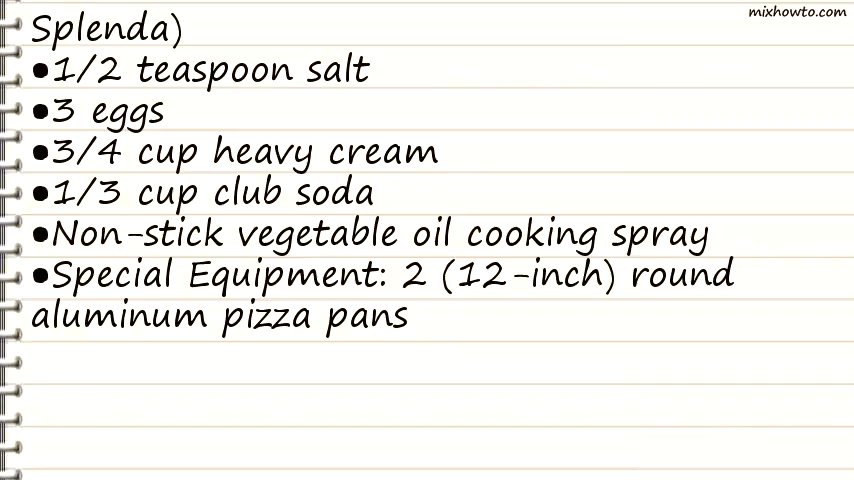 mixhowto.com
Splenda)
●1/2 teaspoon salt
●3 eggs
●3/4 cup heavy cream
●1/3 cup club soda
●Non-stick vegetable oil cooking spray
●Special Equipment: 2 (12-inch) round
aluminum pizza pans